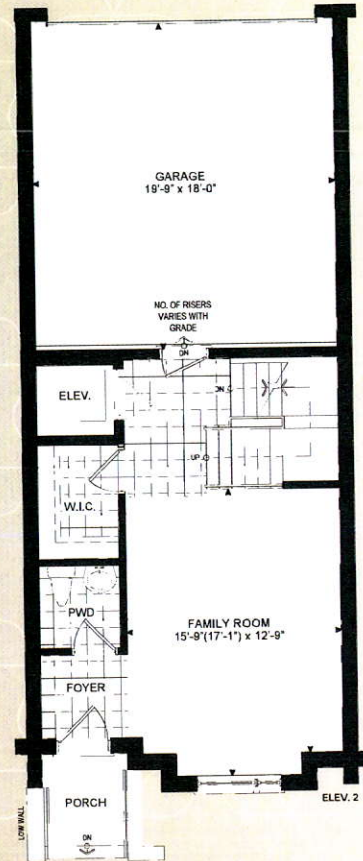 GARAGE
19'-9" x 18'-0"
NO. OF RISERS
VARIES WITH
GRADE
DN
ELEV.
DN
UP
W.I.C.
PWD
FAMILY ROOM
15'-9"(17'-1") x 12'-9"
FOYER
PORCH
LOW WALL
DN
ELEV. 2